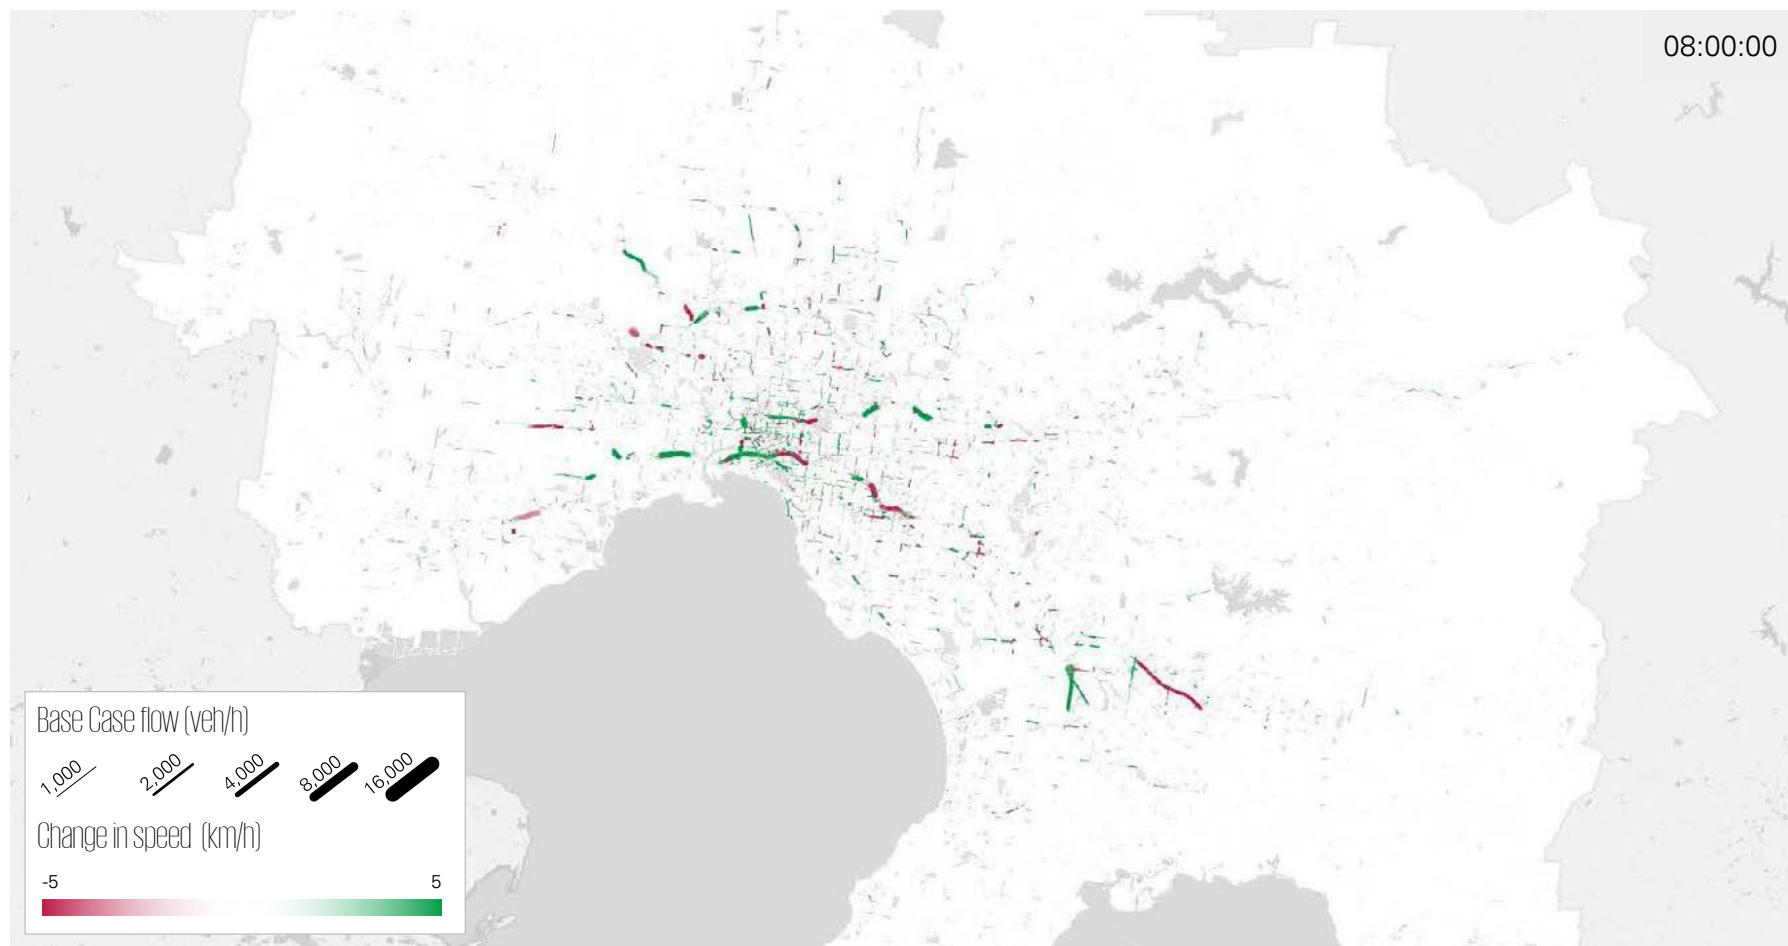 08:00:00
Base Case flow (veh/h)
1,000 2,000 4,000 8,000 16,000
Change in speed (km/h)
-5 5